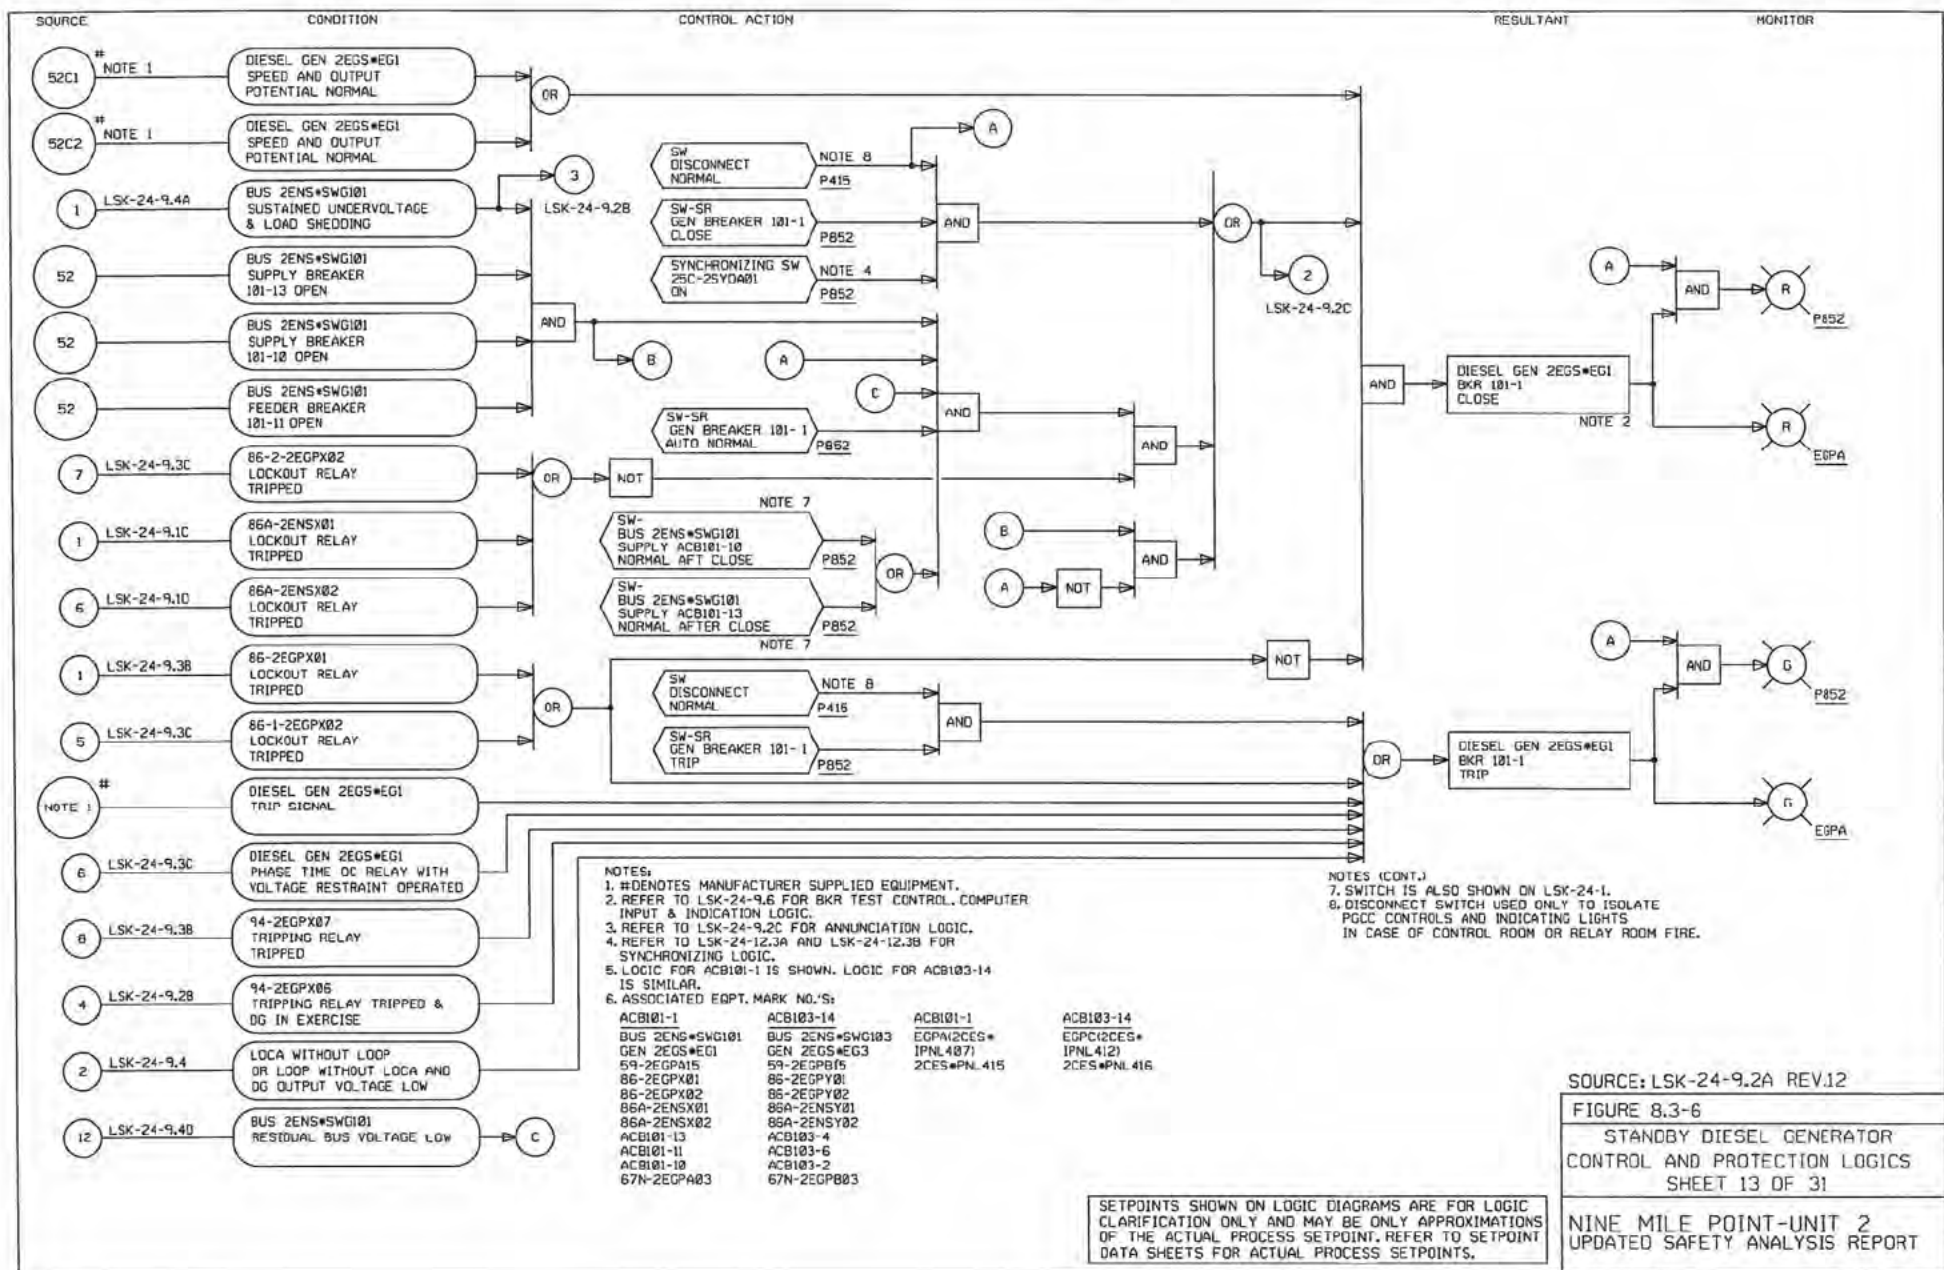 SOURCE
CONDITION
CONTROL ACTION
RESULTANT
MONITOR
52C1
#
NOTE 1
DIESEL GEN 2EGS*EG1
SPEED AND OUTPUT
POTENTIAL NORMAL
OR
52C2
#
NOTE 1
DIESEL GEN 2EGS*EG1
SPEED AND OUTPUT
POTENTIAL NORMAL
1
LSK-24-9.4A
BUS 2ENS*SWG101
SUSTAINED UNDERVOLTAGE
& LOAD SHEDDING
3
LSK-24-9.2B
52
BUS 2ENS*SWG101
SUPPLY BREAKER
101-13 OPEN
52
BUS 2ENS*SWG101
SUPPLY BREAKER
101-10 OPEN
AND
B
52
BUS 2ENS*SWG101
FEEDER BREAKER
101-11 OPEN
7
LSK-24-9.3C
86-2-2EGPX02
LOCKOUT RELAY
TRIPPED
OR
NOT
1
LSK-24-9.1C
86A-2ENSX01
LOCKOUT RELAY
TRIPPED
6
LSK-24-9.1D
86A-2ENSX02
LOCKOUT RELAY
TRIPPED
1
LSK-24-9.3B
86-2EGPX01
LOCKOUT RELAY
TRIPPED
OR
5
LSK-24-9.3C
86-1-2EGPX02
LOCKOUT RELAY
TRIPPED
NOTE 1
#
DIESEL GEN 2EGS*EG1
TRIP SIGNAL
6
LSK-24-9.3C
DIESEL GEN 2EGS*EG1
PHASE TIME OC RELAY WITH
VOLTAGE RESTRAINT OPERATED
8
LSK-24-9.3B
94-2EGPX07
TRIPPING RELAY
TRIPPED
4
LSK-24-9.2B
94-2EGPX06
TRIPPING RELAY TRIPPED &
DG IN EXERCISE
2
LSK-24-9.4
LOCA WITHOUT LOOP
OR LOOP WITHOUT LOCA AND
DG OUTPUT VOLTAGE LOW
12
LSK-24-9.4D
BUS 2ENS*SWG101
RESIDUAL BUS VOLTAGE LOW
C
SW
DISCONNECT
NORMAL
NOTE 8
P415
A
SW-SR
GEN BREAKER 101-1
CLOSE
P852
AND
SYNCHRONIZING SW
25C-2SYDA01
ON
NOTE 4
P852
OR
2
LSK-24-9.2C
A
C
AND
SW-SR
GEN BREAKER 101-1
AUTO NORMAL
P852
AND
NOTE 7
SW-
BUS 2ENS*SWG101
SUPPLY ACB101-10
NORMAL AFT CLOSE
P852
OR
SW-
BUS 2ENS*SWG101
SUPPLY ACB101-13
NORMAL AFTER CLOSE
P852
NOTE 7
B
AND
A
NOT
NOT
SW
DISCONNECT
NORMAL
NOTE 8
P415
AND
SW-SR
GEN BREAKER 101-1
TRIP
P852
AND
DIESEL GEN 2EGS*EG1
BKR 101-1
CLOSE
NOTE 2
A
AND
R
P852
R
EGPA
OR
DIESEL GEN 2EGS*EG1
BKR 101-1
TRIP
A
AND
G
P852
G
EGPA
NOTES:
1. #DENOTES MANUFACTURER SUPPLIED EQUIPMENT.
2. REFER TO LSK-24-9.6 FOR BKR TEST CONTROL, COMPUTER
INPUT & INDICATION LOGIC.
3. REFER TO LSK-24-9.2C FOR ANNUNCIATION LOGIC.
4. REFER TO LSK-24-12.3A AND LSK-24-12.3B FOR
SYNCHRONIZING LOGIC.
5. LOGIC FOR ACB101-1 IS SHOWN. LOGIC FOR ACB103-14
IS SIMILAR.
6. ASSOCIATED EQPT. MARK NO.'S:
ACB101-1 ACB103-14 ACB101-1 ACB103-14
BUS 2ENS*SWG101 BUS 2ENS*SWG103 EGPA(2CES* EGPC(2CES*
GEN 2EGS*EG1 GEN 2EGS*EG3 IPNL407) IPNL412)
59-2EGPA15 59-2EGPB15 2CES*PNL415 2CES*PNL416
86-2EGPX01 86-2EGPY01
86-2EGPX02 86-2EGPY02
86A-2ENSX01 86A-2ENSY01
86A-2ENSX02 86A-2ENSY02
ACB101-13 ACB103-4
ACB101-11 ACB103-6
ACB101-10 ACB103-2
67N-2EGPA03 67N-2EGPB03
NOTES (CONT.)
7. SWITCH IS ALSO SHOWN ON LSK-24-1.
8. DISCONNECT SWITCH USED ONLY TO ISOLATE
PGCC CONTROLS AND INDICATING LIGHTS
IN CASE OF CONTROL ROOM OR RELAY ROOM FIRE.
SETPOINTS SHOWN ON LOGIC DIAGRAMS ARE FOR LOGIC
CLARIFICATION ONLY AND MAY BE ONLY APPROXIMATIONS
OF THE ACTUAL PROCESS SETPOINT. REFER TO SETPOINT
DATA SHEETS FOR ACTUAL PROCESS SETPOINTS.
SOURCE: LSK-24-9.2A REV.12
FIGURE 8.3-6
STANDBY DIESEL GENERATOR
CONTROL AND PROTECTION LOGICS
SHEET 13 OF 31
NINE MILE POINT-UNIT 2
UPDATED SAFETY ANALYSIS REPORT